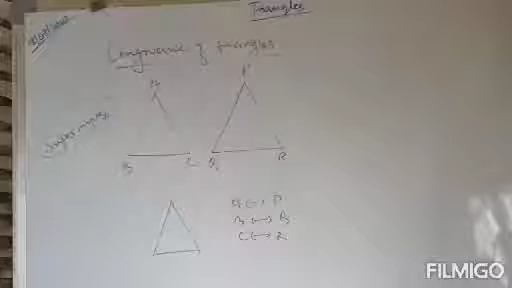 Triangles
Congruence of triangles
A P
B C Q R
A ↔ P
B ↔ Q
C ↔ R
FILMIGO